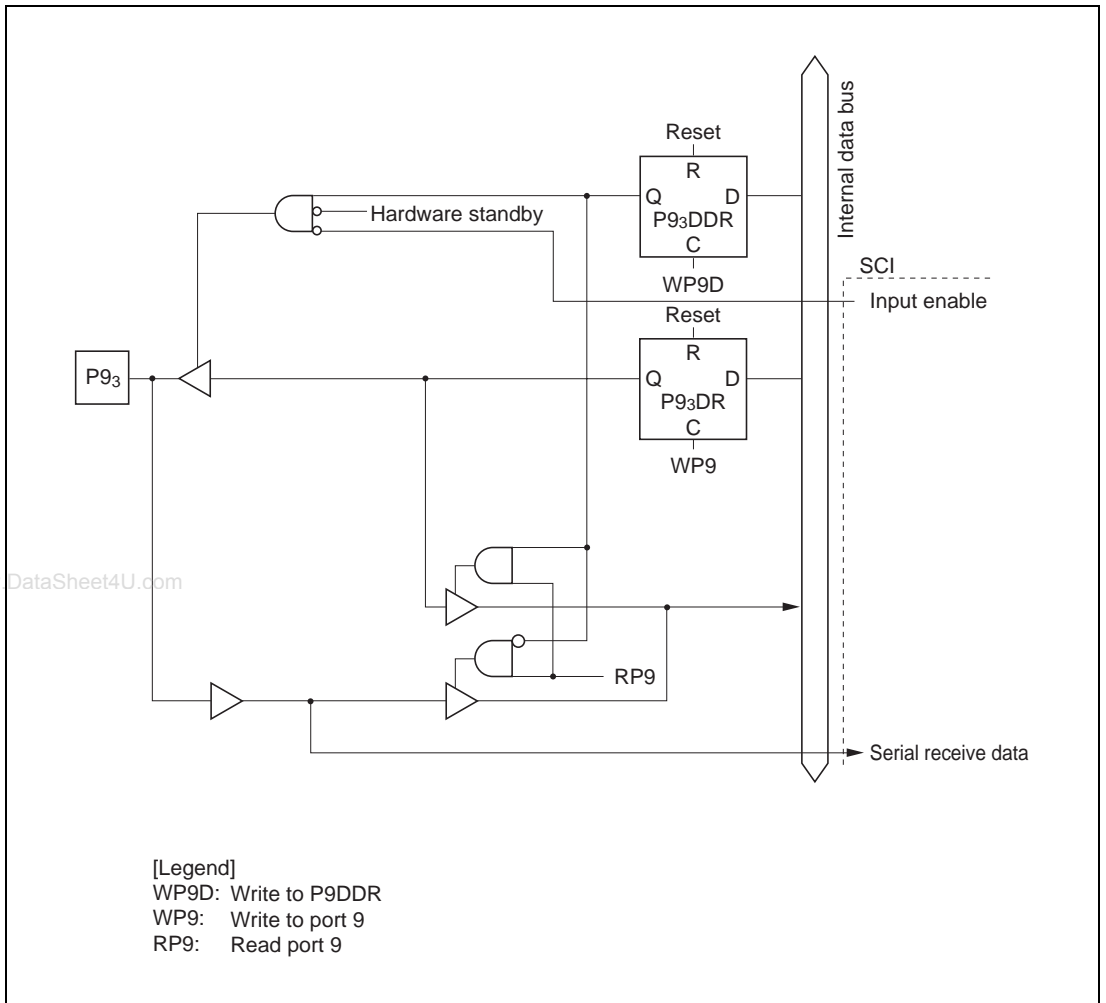 Internal data bus
Reset
R
Q D
P93DDR
C
WP9D
Hardware standby
SCI
Input enable
Reset
R
Q D
P93DR
C
WP9
P93
DataSheet4U.com
RP9
Serial receive data
[Legend]
WP9D: Write to P9DDR
WP9: Write to port 9
RP9: Read port 9